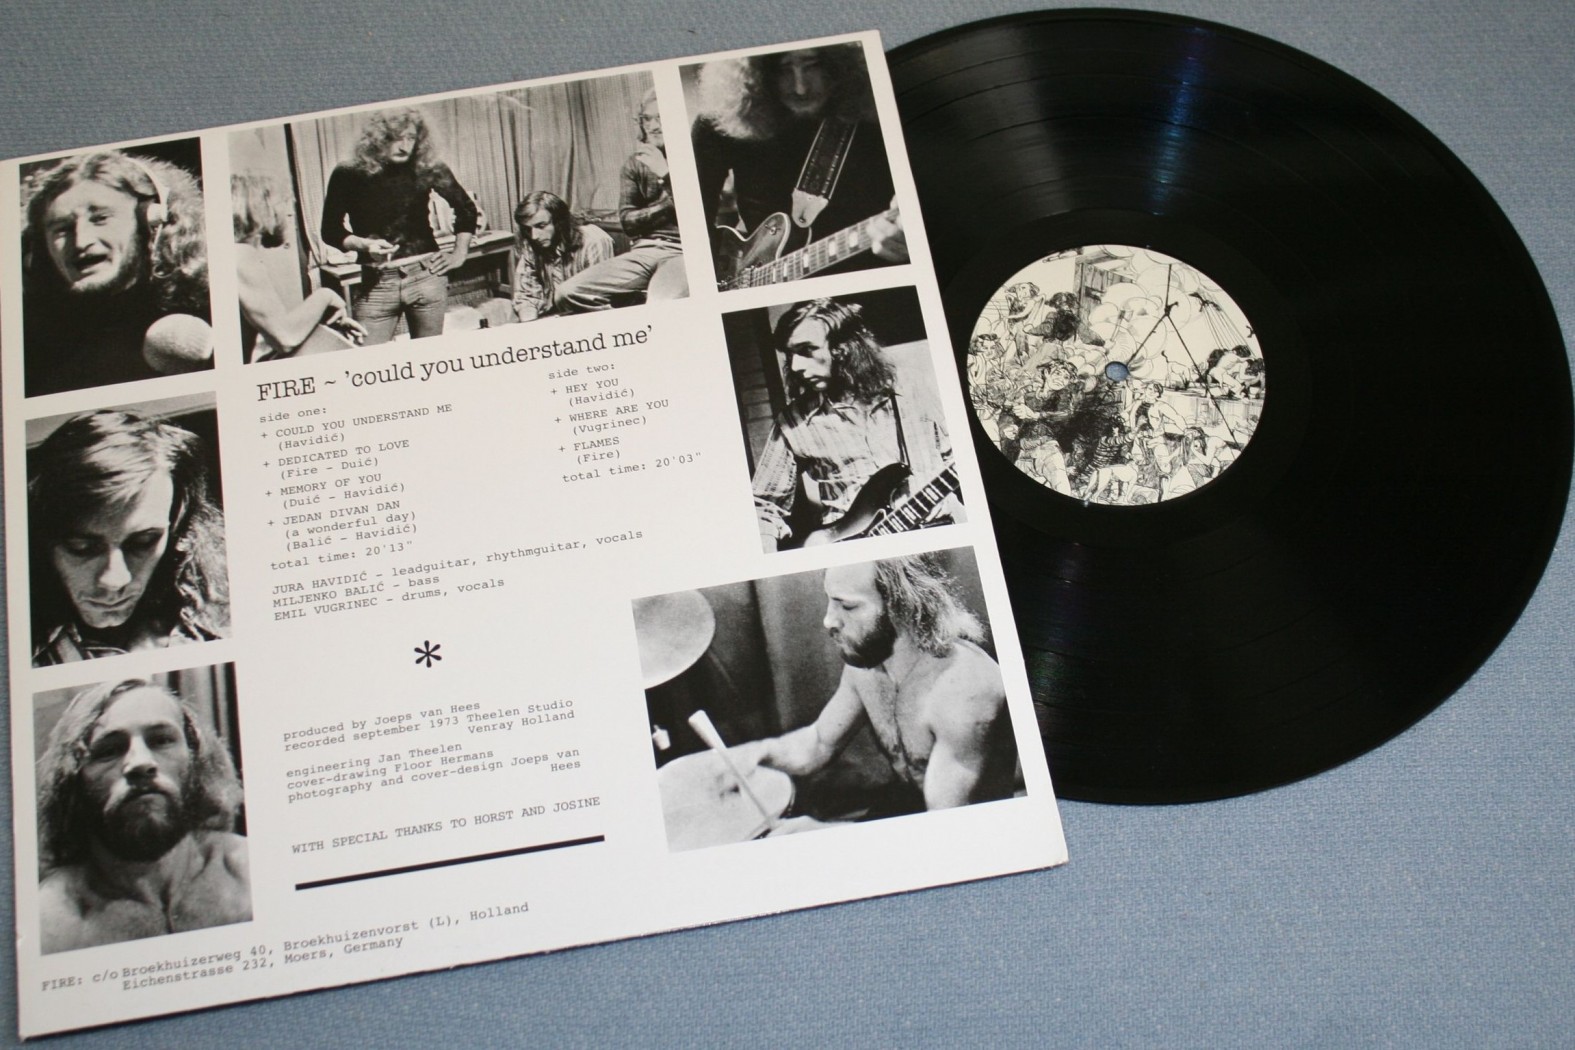 FIRE ~ 'could you understand me'
side one:
+ COULD YOU UNDERSTAND ME
(Havidić)
+ DEDICATED TO LOVE
(Fire - Duić)
+ MEMORY OF YOU
(Duić - Havidić)
+ JEDAN DIVAN DAN
(a wonderful day)
(Balić - Havidić)
total time: 20'13"
side two:
+ HEY YOU
(Havidić)
+ WHERE ARE YOU
(Vugrinec)
+ FLAMES
(Fire)
total time: 20'03"
JURA HAVIDIĆ - leadguitar, rhythmguitar, vocals
MILJENKO BALIĆ - bass
EMIL VUGRINEC - drums, vocals
*
produced by Joeps van Hees
recorded september 1973 Theelen Studio
Venray Holland
engineering Jan Theelen
cover-drawing Floor Hermans
photography and cover-design Joeps van
Hees
WITH SPECIAL THANKS TO HORST AND JOSINE
FIRE: c/o Broekhuizerweg 40, Broekhuizenvorst (L), Holland
Eichenstrasse 232, Moers, Germany